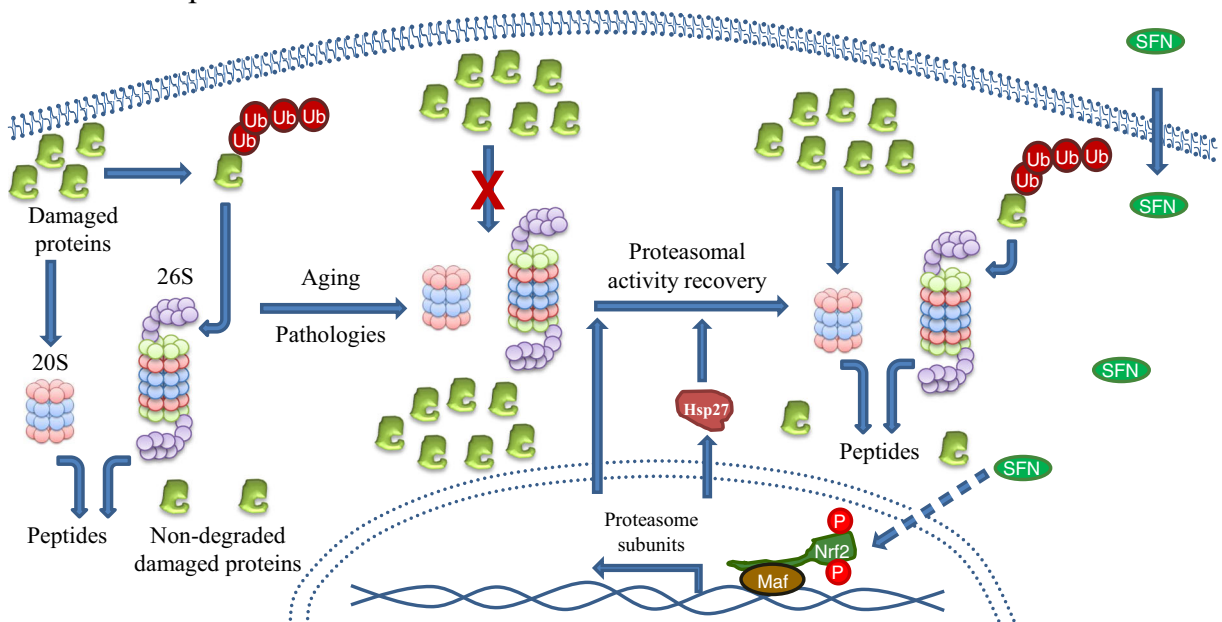 SFN
Ub Ub Ub
Ub
Ub Ub Ub
Ub
SFN
Damaged
proteins
26S
Aging
Pathologies
X
Proteasomal
activity recovery
20S
SFN
Hsp27
Peptides
SFN
Peptides
Non-degraded
damaged proteins
Proteasome
subunits
P
Nrf2
P
Maf